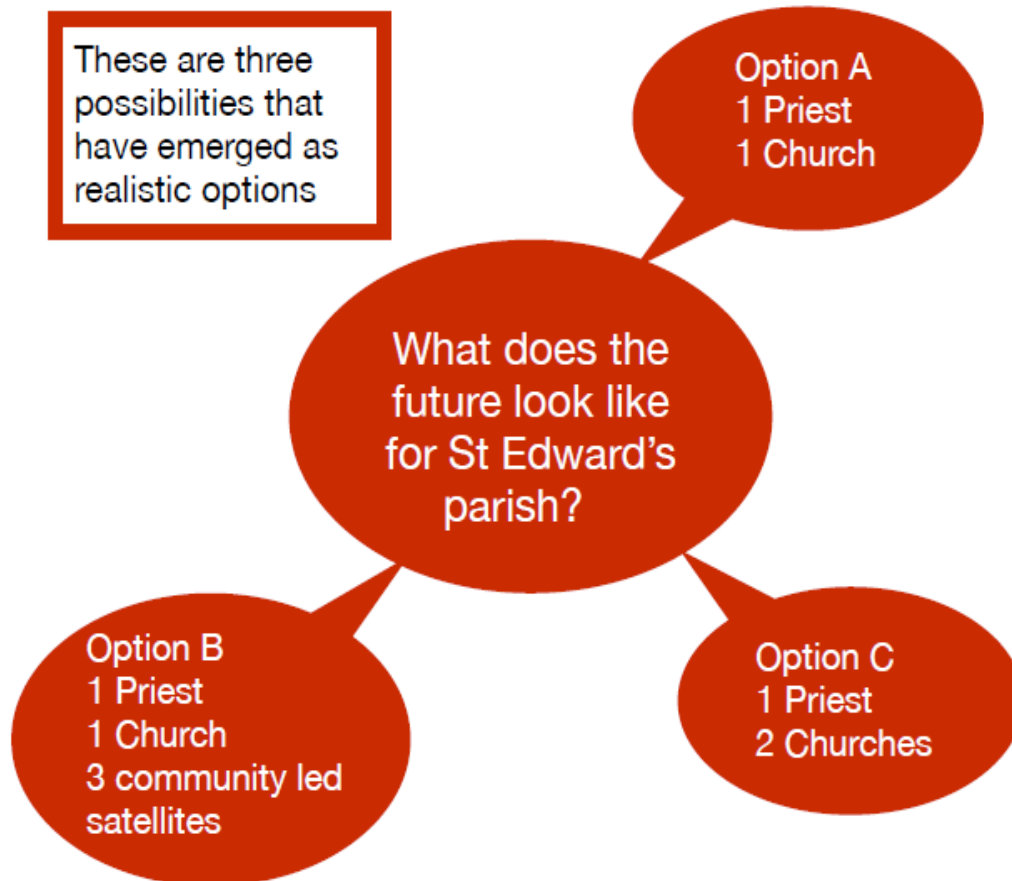 These are three
possibilities that
have emerged as
realistic options
Option A
1 Priest
1 Church
What does the
future look like
for St Edward’s
parish?
Option B
1 Priest
1 Church
3 community led
satellites
Option C
1 Priest
2 Churches